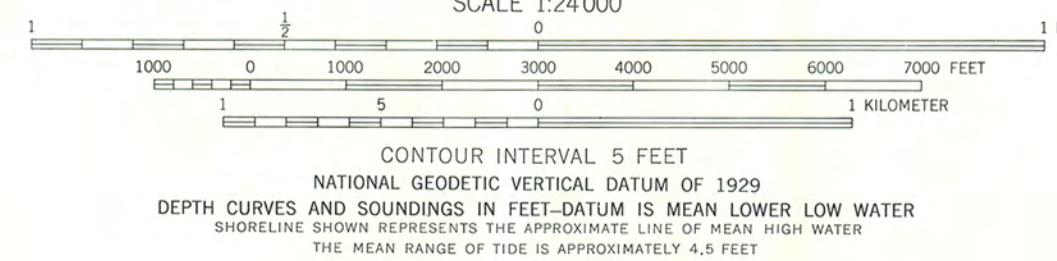 SCALE 1:24 000
1 1/2 0 1
1000 0 1000 2000 3000 4000 5000 6000 7000 FEET
1 5 0 1 KILOMETER
CONTOUR INTERVAL 5 FEET
NATIONAL GEODETIC VERTICAL DATUM OF 1929
DEPTH CURVES AND SOUNDINGS IN FEET—DATUM IS MEAN LOWER LOW WATER
SHORELINE SHOWN REPRESENTS THE APPROXIMATE LINE OF MEAN HIGH WATER
THE MEAN RANGE OF TIDE IS APPROXIMATELY 4.5 FEET